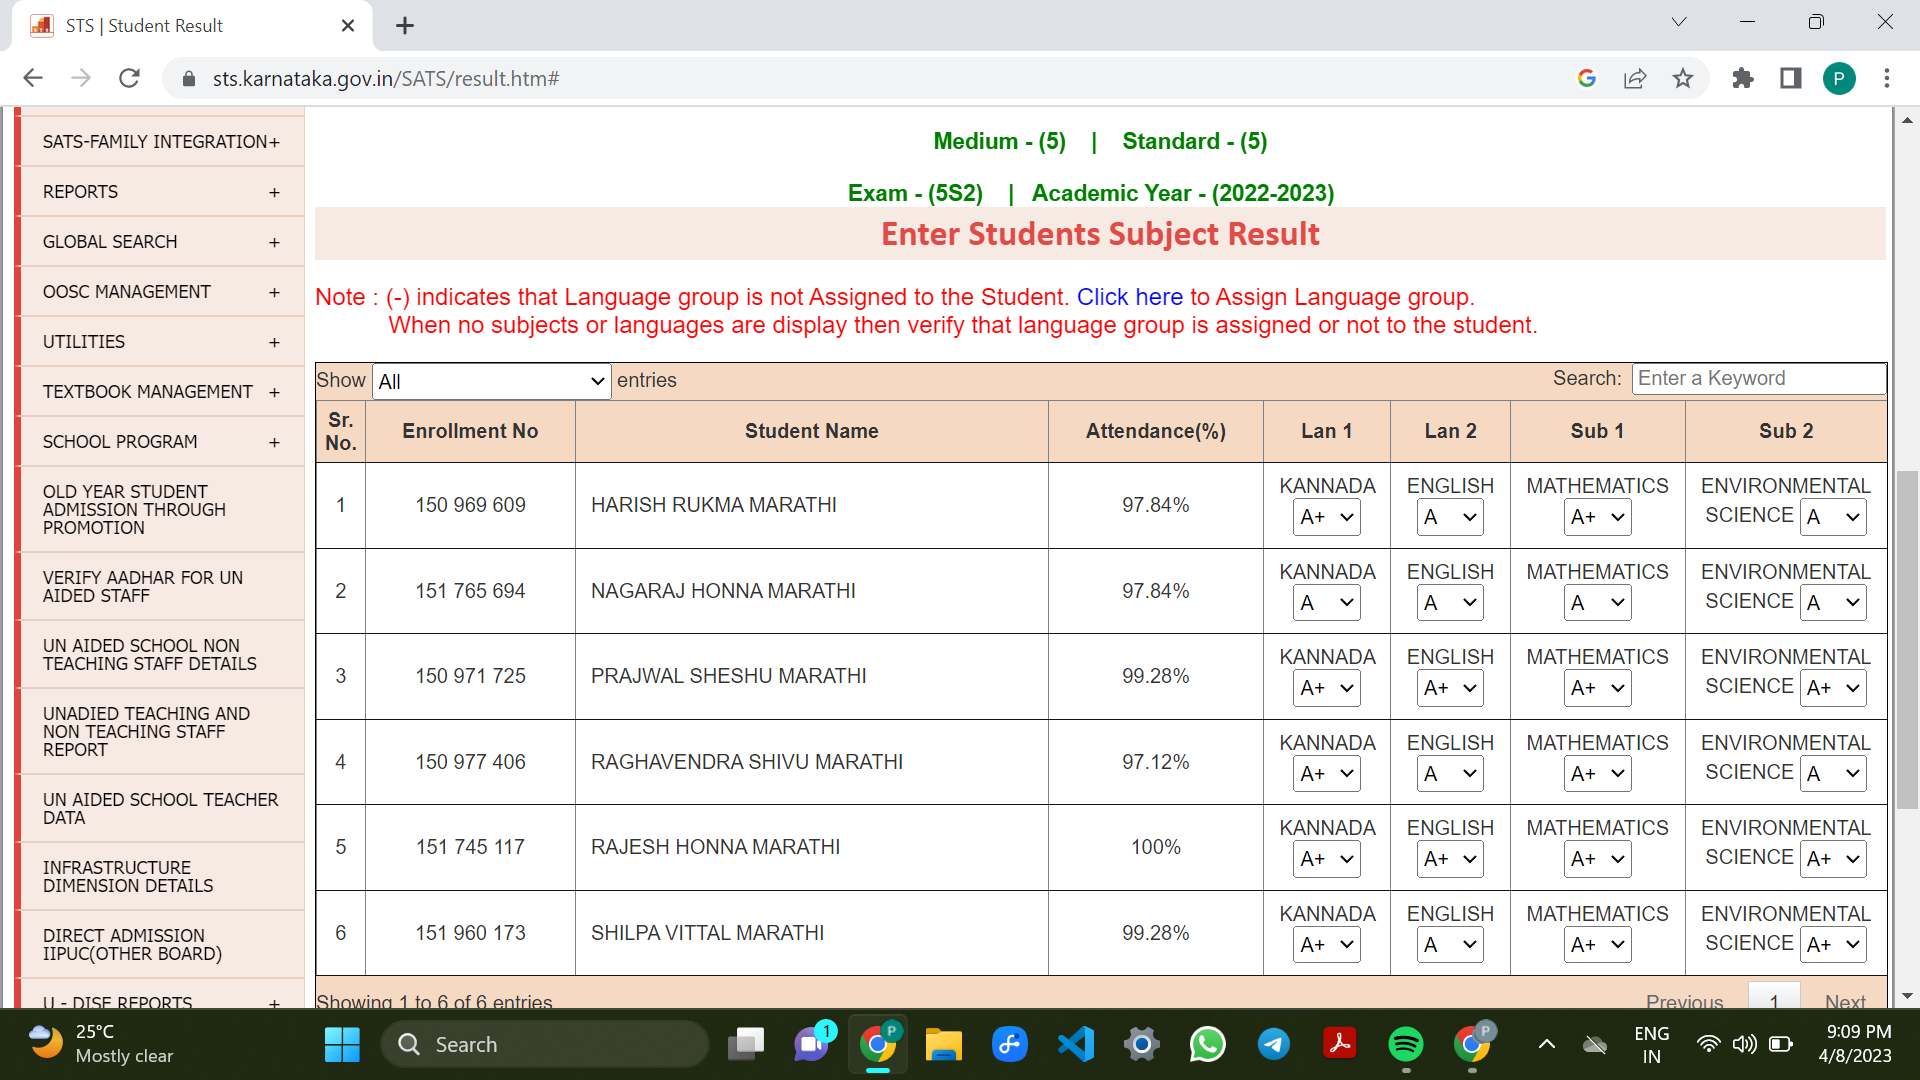 STS | Student Result
sts.karnataka.gov.in/SATS/result.htm#
P
SATS-FAMILY INTEGRATION+
REPORTS +
GLOBAL SEARCH +
OOSC MANAGEMENT +
UTILITIES +
TEXTBOOK MANAGEMENT +
SCHOOL PROGRAM +
OLD YEAR STUDENT
ADMISSION THROUGH
PROMOTION
VERIFY AADHAR FOR UN
AIDED STAFF
UN AIDED SCHOOL NON
TEACHING STAFF DETAILS
UNADIED TEACHING AND
NON TEACHING STAFF
REPORT
UN AIDED SCHOOL TEACHER
DATA
INFRASTRUCTURE
DIMENSION DETAILS
DIRECT ADMISSION
IIPUC(OTHER BOARD)
U - DISE REPORTS +
Medium - (5) | Standard - (5)
Exam - (5S2) | Academic Year - (2022-2023)
Enter Students Subject Result
Note : (-) indicates that Language group is not Assigned to the Student. Click here to Assign Language group.
When no subjects or languages are display then verify that language group is assigned or not to the student.
Show All entries Search: Enter a Keyword
Sr. No. Enrollment No Student Name Attendance(%) Lan 1 Lan 2 Sub 1 Sub 2
1 150 969 609 HARISH RUKMA MARATHI 97.84% KANNADA A+ ENGLISH A MATHEMATICS A+ ENVIRONMENTAL SCIENCE A
2 151 765 694 NAGARAJ HONNA MARATHI 97.84% KANNADA A ENGLISH A MATHEMATICS A ENVIRONMENTAL SCIENCE A
3 150 971 725 PRAJWAL SHESHU MARATHI 99.28% KANNADA A+ ENGLISH A+ MATHEMATICS A+ ENVIRONMENTAL SCIENCE A+
4 150 977 406 RAGHAVENDRA SHIVU MARATHI 97.12% KANNADA A+ ENGLISH A MATHEMATICS A+ ENVIRONMENTAL SCIENCE A
5 151 745 117 RAJESH HONNA MARATHI 100% KANNADA A+ ENGLISH A+ MATHEMATICS A+ ENVIRONMENTAL SCIENCE A+
6 151 960 173 SHILPA VITTAL MARATHI 99.28% KANNADA A+ ENGLISH A MATHEMATICS A+ ENVIRONMENTAL SCIENCE A+
Showing 1 to 6 of 6 entries Previous 1 Next
25°C
Mostly clear
Search
1
P
P
ENG
IN
9:09 PM
4/8/2023